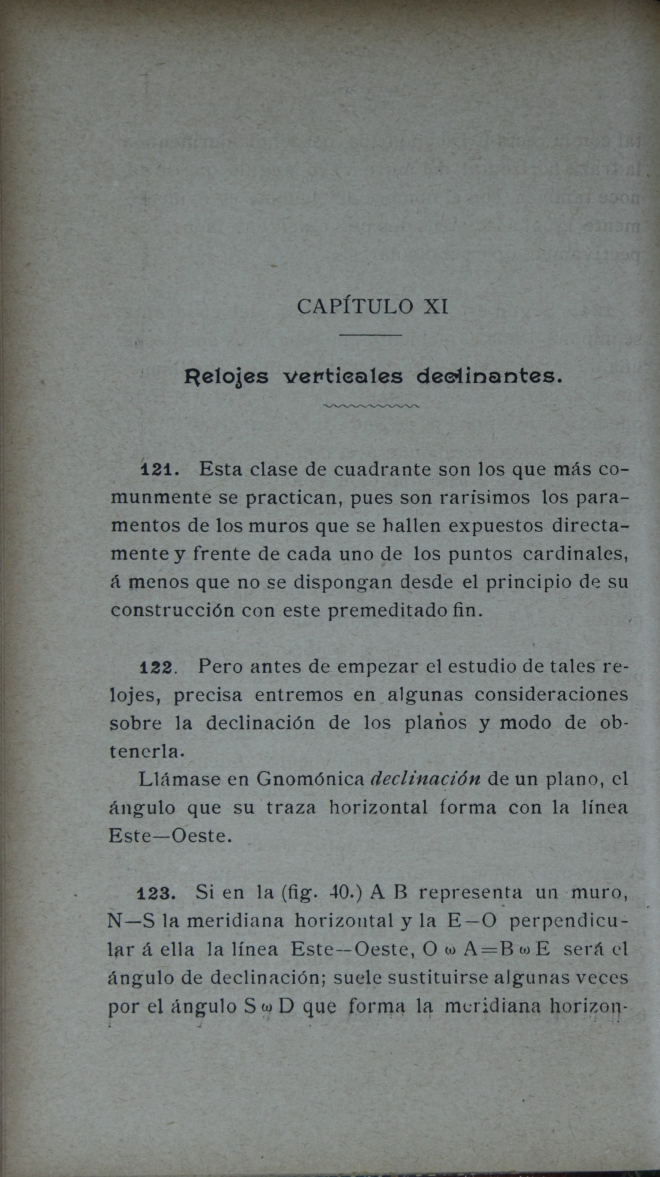 CAPÍTULO XI
Relojes verticales declinantes.
121. Esta clase de cuadrante son los que más co-
munmente se practican, pues son rarísimos los para-
mentos de los muros que se hallen expuestos directa-
mente y frente de cada uno de los puntos cardinales,
á menos que no se dispongan desde el principio de su
construcción con este premeditado fin.
122. Pero antes de empezar el estudio de tales re-
lojes, precisa entremos en algunas consideraciones
sobre la declinación de los planos y modo de ob-
tenerla.
Llámase en Gnomónica declinación de un plano, el
ángulo que su traza horizontal forma con la línea
Este—Oeste.
123. Si en la (fig. 40.) A B representa un muro,
N—S la meridiana horizontal y la E—O perpendicu-
lar á ella la línea Este—Oeste, O ω A=B ω E será el
ángulo de declinación; suele sustituirse algunas veces
por el ángulo S ω D que forma la meridiana horizon-